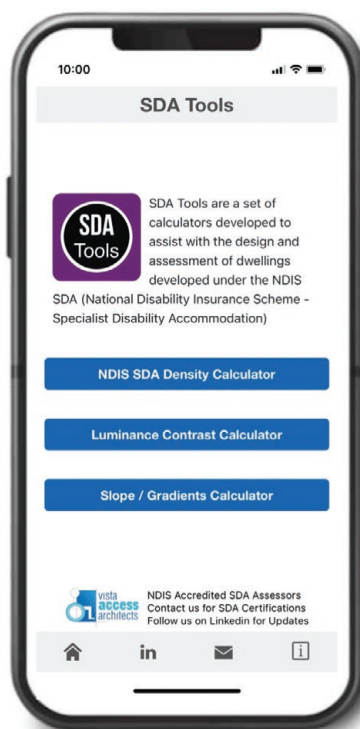 10:00
SDA Tools
SDA
Tools
SDA Tools are a set of
calculators developed to
assist with the design and
assessment of dwellings
developed under the NDIS
SDA (National Disability Insurance Scheme -
Specialist Disability Accommodation)
NDIS SDA Density Calculator
Luminance Contrast Calculator
Slope / Gradients Calculator
vista
access
architects
NDIS Accredited SDA Assessors
Contact us for SDA Certifications
Follow us on Linkedin for Updates
in
i